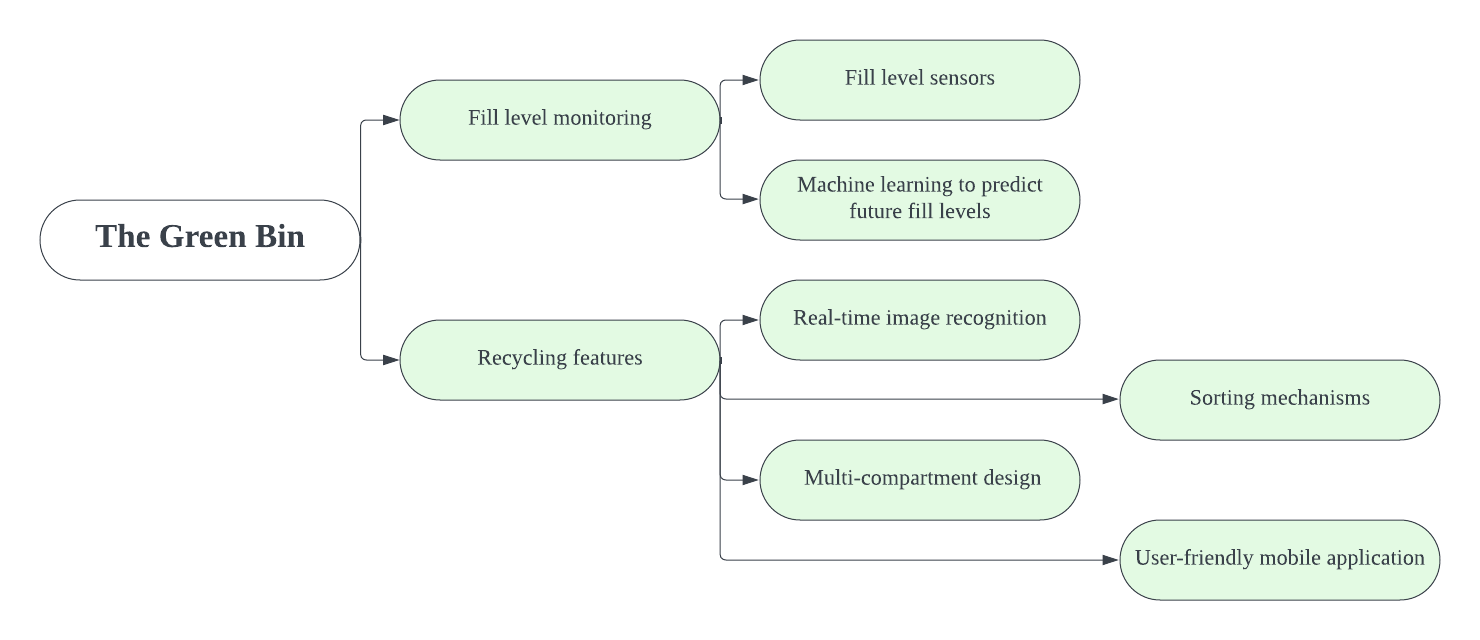 The Green Bin
Fill level monitoring
Fill level sensors
Machine learning to predict
future fill levels
Recycling features
Real-time image recognition
Sorting mechanisms
Multi-compartment design
User-friendly mobile application